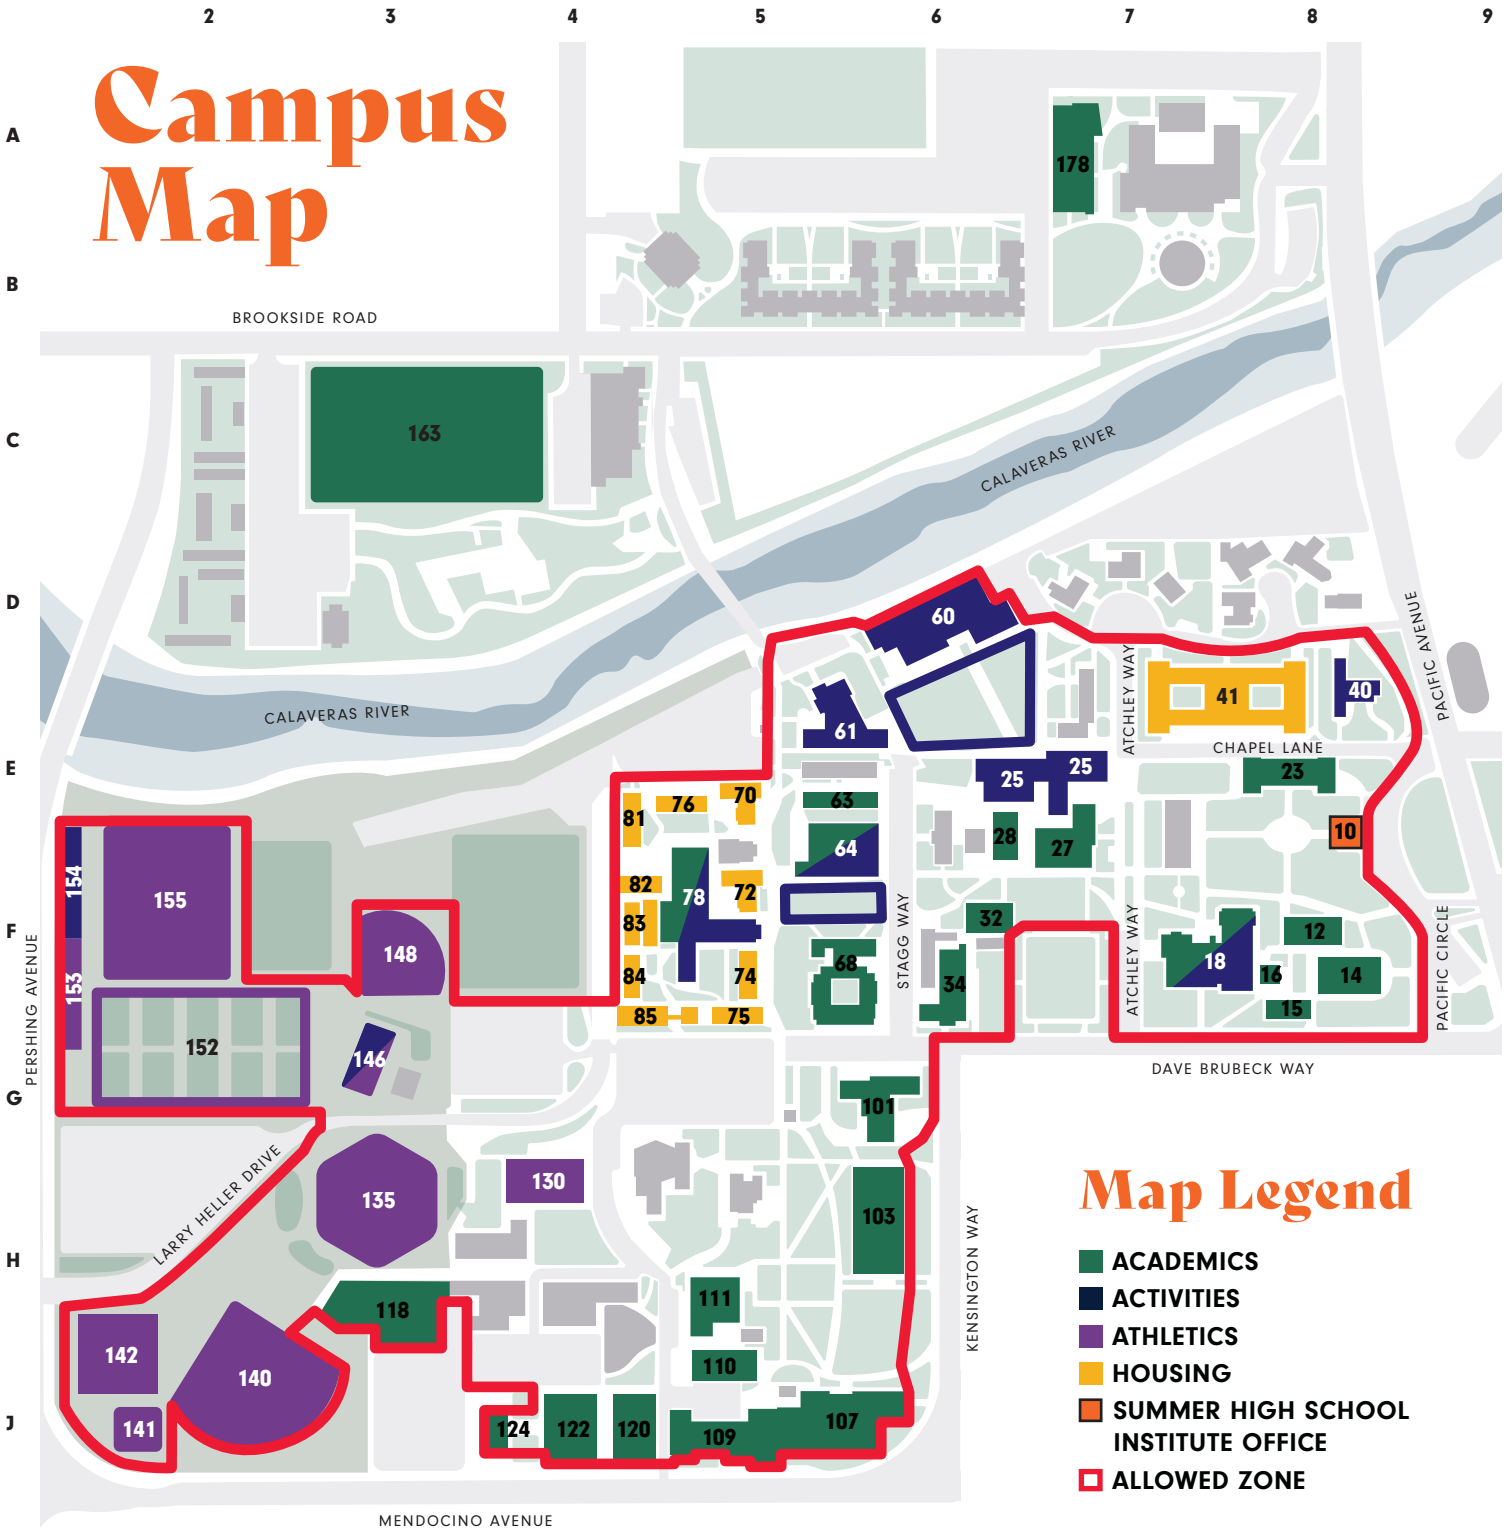 2 3 4 5 6 7 8 9
Campus
Map
A
178
B
BROOKSIDE ROAD
C
163
CALAVERAS RIVER
D
60
PACIFIC AVENUE
ATCHLEY WAY
41
40
CALAVERAS RIVER
61
CHAPEL LANE
E
25
25
23
70
76
63
81
10
28
27
64
154
155
82
72
78
83
32
12
F
148
STAGG WAY
ATCHLEY WAY
PACIFIC CIRCLE
PERSHING AVENUE
153
84
74
68
34
18
16
14
15
85
75
152
146
DAVE BRUBECK WAY
G
101
LARRY HELLER DRIVE
130
135
103
KENSINGTON WAY
H
118
111
142
110
140
J
141
124
122
120
109
107
MENDOCINO AVENUE
Map Legend
ACADEMICS
ACTIVITIES
ATHLETICS
HOUSING
SUMMER HIGH SCHOOL
INSTITUTE OFFICE
ALLOWED ZONE